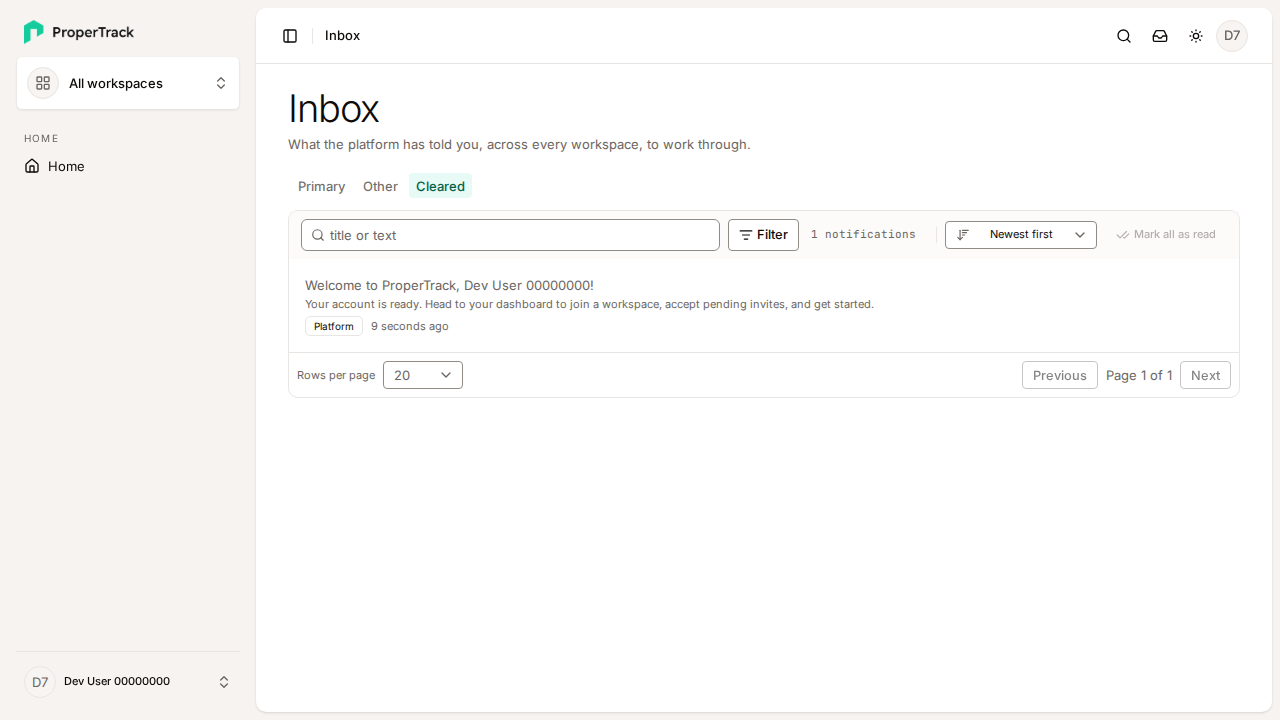 ProperTrack
All workspaces
HOME
Home
D7
Dev User 00000000
Inbox
D7
Inbox
What the platform has told you, across every workspace, to work through.
Primary Other Cleared
title or text Filter 1 notifications Newest first Mark all as read
Welcome to ProperTrack, Dev User 00000000!
Your account is ready. Head to your dashboard to join a workspace, accept pending invites, and get started.
Platform 9 seconds ago
Rows per page 20 Previous Page 1 of 1 Next